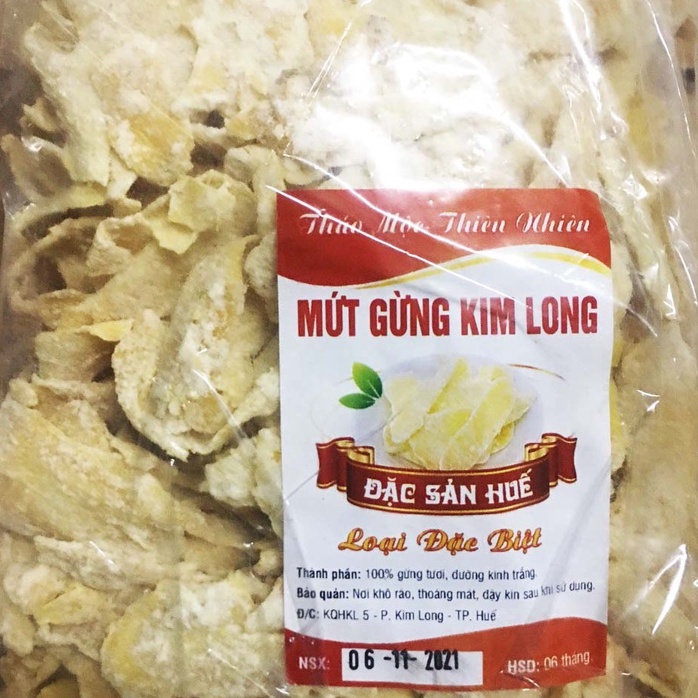 Thảo Mộc Thiên Nhiên
MỨT GỪNG KIM LONG
ĐẶC SẢN HUẾ
Loại Đặc Biệt
Thành phần: 100% gừng tươi, đường kính trắng.
Bảo quản: Nơi khô ráo, thoáng mát, đậy kín sau khi sử dụng.
Đ/C: KQHKL 5 - P. Kim Long - TP. Huế
NSX: 06 -11- 2021 HSD: 06 tháng.